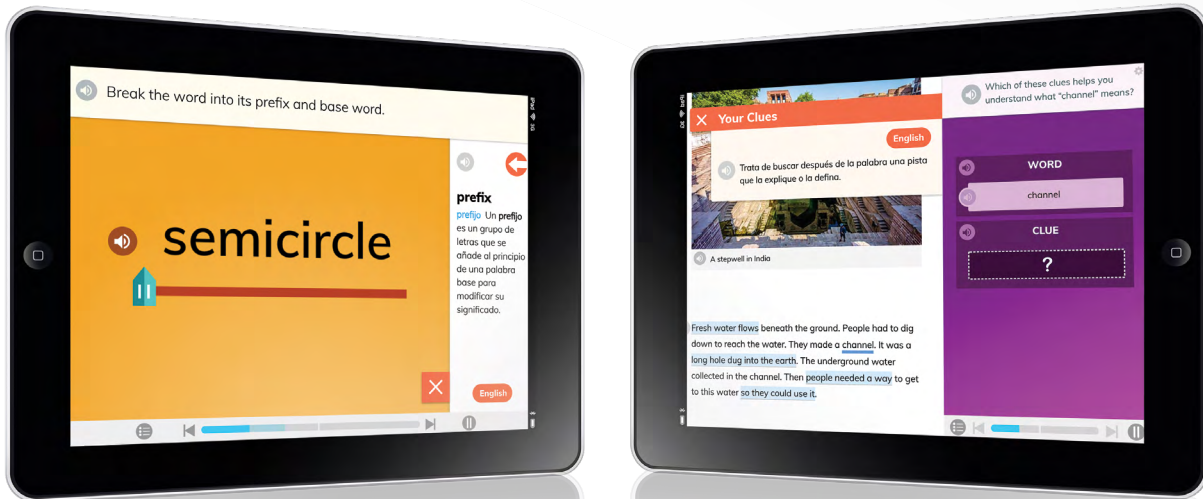 Break the word into its prefix and base word.
semicircle
prefix
prefijo Un prefijo
es un grupo de
letras que se
añade al principio
de una palabra
base para
modificar su
significado.
English
iPad
3G
iPad
3G
Your Clues
English
Trata de buscar después de la palabra una pista
que la explique o la defina.
A stepwell in India
Fresh water flows beneath the ground. People had to dig
down to reach the water. They made a channel. It was a
long hole dug into the earth. The underground water
collected in the channel. Then people needed a way to get
to this water so they could use it.
Which of these clues helps you
understand what “channel” means?
WORD
channel
CLUE
?